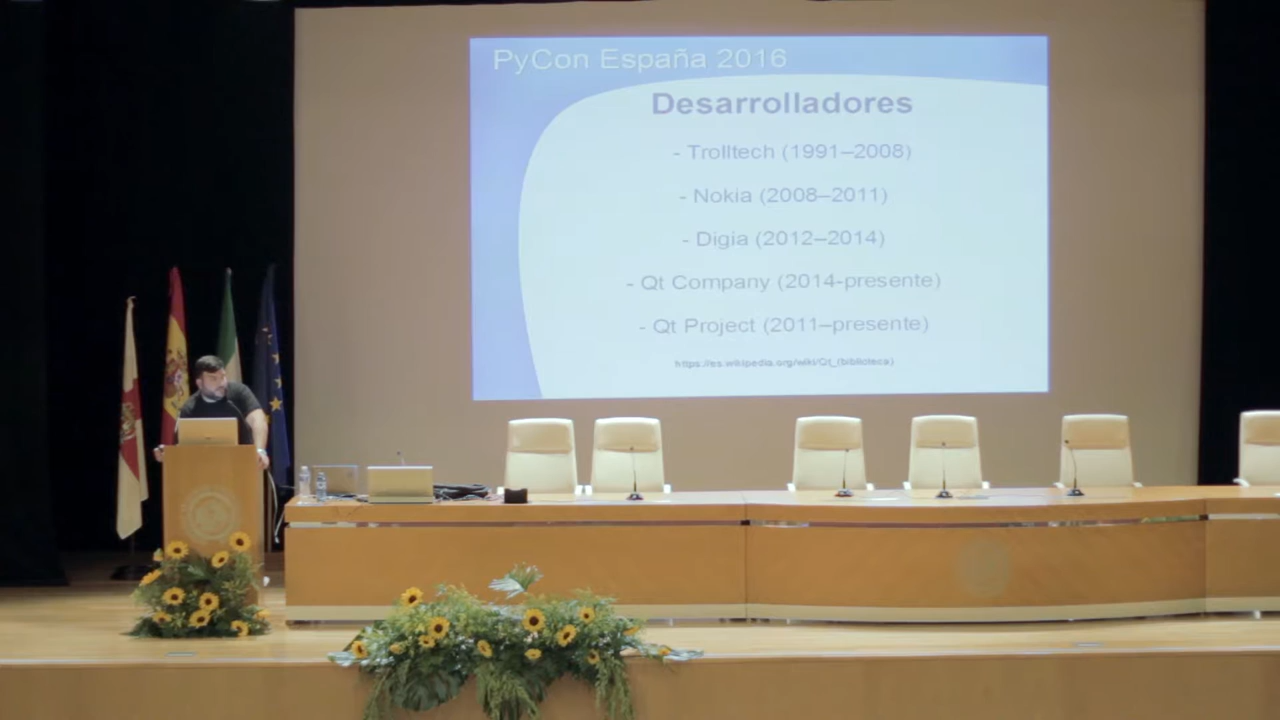 PyCon España 2016
Desarrolladores
- Trolltech (1991–2008)
- Nokia (2008–2011)
- Digia (2012–2014)
- Qt Company (2014-presente)
- Qt Project (2011–presente)
https://es.wikipedia.org/wiki/Qt_(biblioteca)